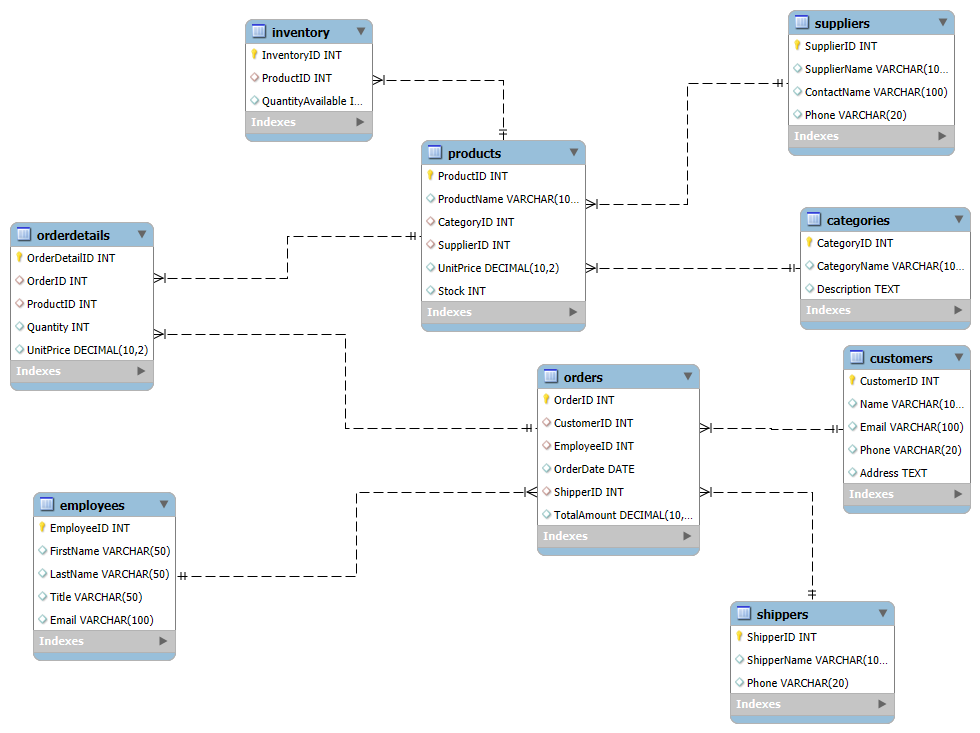 inventory
InventoryID INT
ProductID INT
QuantityAvailable I...
Indexes
suppliers
SupplierID INT
SupplierName VARCHAR(10...
ContactName VARCHAR(100)
Phone VARCHAR(20)
Indexes
products
ProductID INT
ProductName VARCHAR(10...
CategoryID INT
SupplierID INT
UnitPrice DECIMAL(10,2)
Stock INT
Indexes
categories
CategoryID INT
CategoryName VARCHAR(10...
Description TEXT
Indexes
orderdetails
OrderDetailID INT
OrderID INT
ProductID INT
Quantity INT
UnitPrice DECIMAL(10,2)
Indexes
customers
CustomerID INT
Name VARCHAR(10...
Email VARCHAR(100)
Phone VARCHAR(20)
Address TEXT
Indexes
orders
OrderID INT
CustomerID INT
EmployeeID INT
OrderDate DATE
ShipperID INT
TotalAmount DECIMAL(10,...
Indexes
employees
EmployeeID INT
FirstName VARCHAR(50)
LastName VARCHAR(50)
Title VARCHAR(50)
Email VARCHAR(100)
Indexes
shippers
ShipperID INT
ShipperName VARCHAR(10...
Phone VARCHAR(20)
Indexes